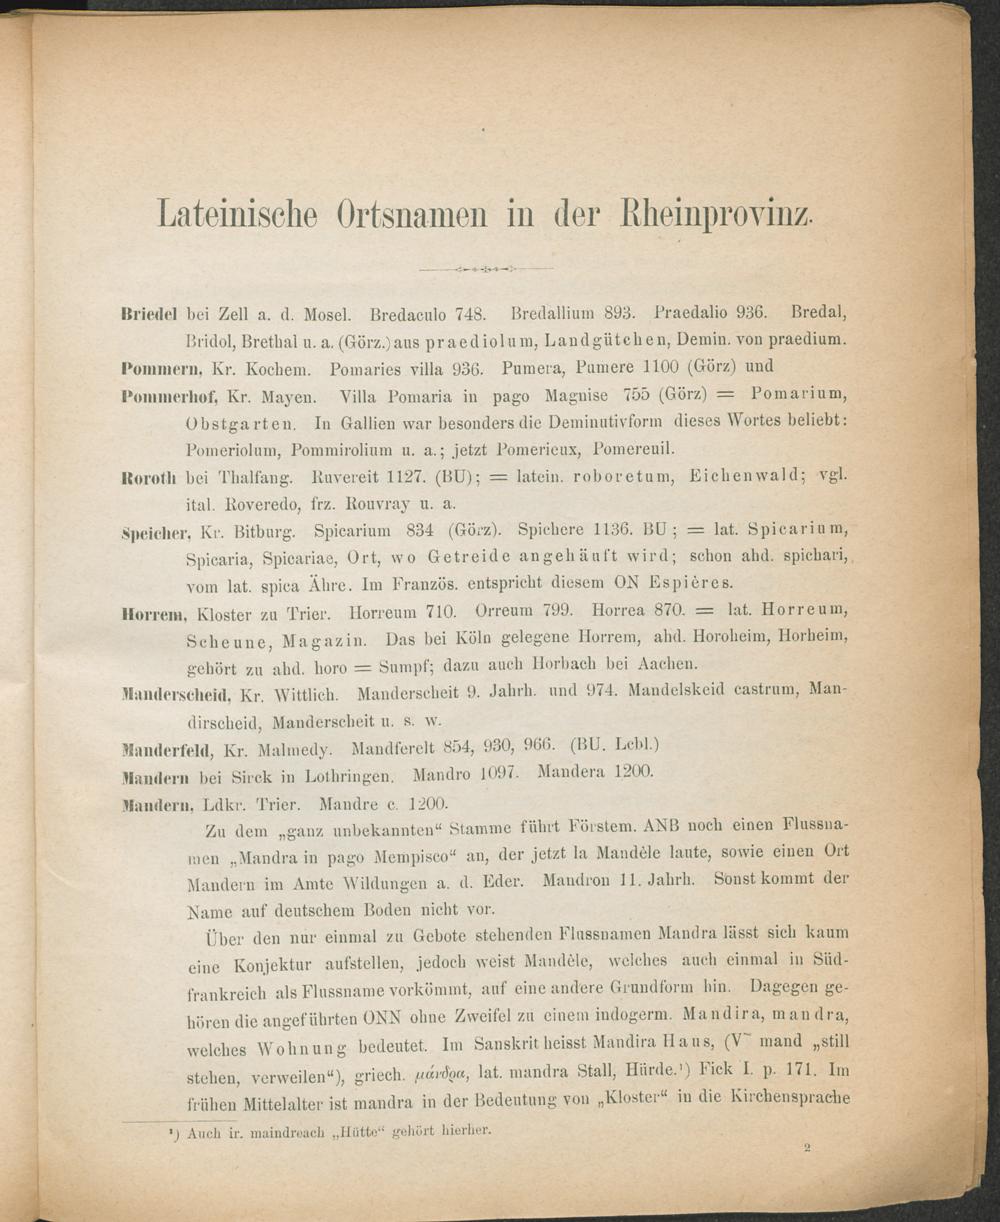 Lateinische Ortsnamen in der Rheinprovinz.
Briedel bei Zell a. d. Mosel. Bredaculo 748. Bredallium 893. Praedalio 936. Bredal,
Bridol, Brethal u. a. (Görz.) aus praediolum, Landgütchen, Demin. von praedium.
Pommern, Kr. Kochem. Pomaries villa 936. Pumera, Pumere 1100 (Görz) und
Pommerhof, Kr. Mayen. Villa Pomaria in pago Magnise 755 (Görz) = Pomarium,
Obstgarten. In Gallien war besonders die Deminutivform dieses Wortes beliebt:
Pomeriolum, Pommirolium u. a.; jetzt Pomerieux, Pomereuil.
Roroth bei Thalfang. Ruvereit 1127. (BU); = latein. roboretum, Eichenwald; vgl.
ital. Roveredo, frz. Rouvray u. a.
Speicher, Kr. Bitburg. Spicarium 834 (Görz). Spichere 1136. BU; = lat. Spicarium,
Spicaria, Spicariae, Ort, wo Getreide angehäuft wird; schon ahd. spichari,
vom lat. spica Ähre. Im Französ. entspricht diesem ON Espières.
Horrem, Kloster zu Trier. Horreum 710. Orreum 799. Horrea 870. = lat. Horreum,
Scheune, Magazin. Das bei Köln gelegene Horrem, ahd. Horoheim, Horheim,
gehört zu ahd. horo = Sumpf; dazu auch Horbach bei Aachen.
Manderscheid, Kr. Wittlich. Manderscheit 9. Jahrh. und 974. Mandelskeid castrum, Man-
dirscheid, Manderscheit u. s. w.
Manderfeld, Kr. Malmedy. Mandferelt 854, 930, 966. (BU. Lcbl.)
Mandern bei Sirck in Lothringen. Mandro 1097. Mandera 1200.
Mandern, Ldkr. Trier. Mandre c. 1200.
Zu dem „ganz unbekannten“ Stamme führt Förstem. ANB noch einen Flussna-
men „Mandra in pago Mempisco“ an, der jetzt la Mandèle laute, sowie einen Ort
Mandern im Amte Wildungen a. d. Eder. Mandron 11. Jahrh. Sonst kommt der
Name auf deutschem Boden nicht vor.
Über den nur einmal zu Gebote stehenden Flussnamen Mandra lässt sich kaum
eine Konjektur aufstellen, jedoch weist Mandèle, welches auch einmal in Süd-
frankreich als Flussname vorkömmt, auf eine andere Grundform hin. Dagegen ge-
hören die angeführten ONN ohne Zweifel zu einem indogerm. Mandira, mandra,
welches Wohnung bedeutet. Im Sanskrit heisst Mandira Haus, (V~ mand „still
stehen, verweilen“), griech. μάνδρα, lat. mandra Stall, Hürde.¹) Fick I. p. 171. Im
frühen Mittelalter ist mandra in der Bedeutung von „Kloster“ in die Kirchensprache
¹) Auch ir. maindreach „Hütte“ gehört hierher.
2